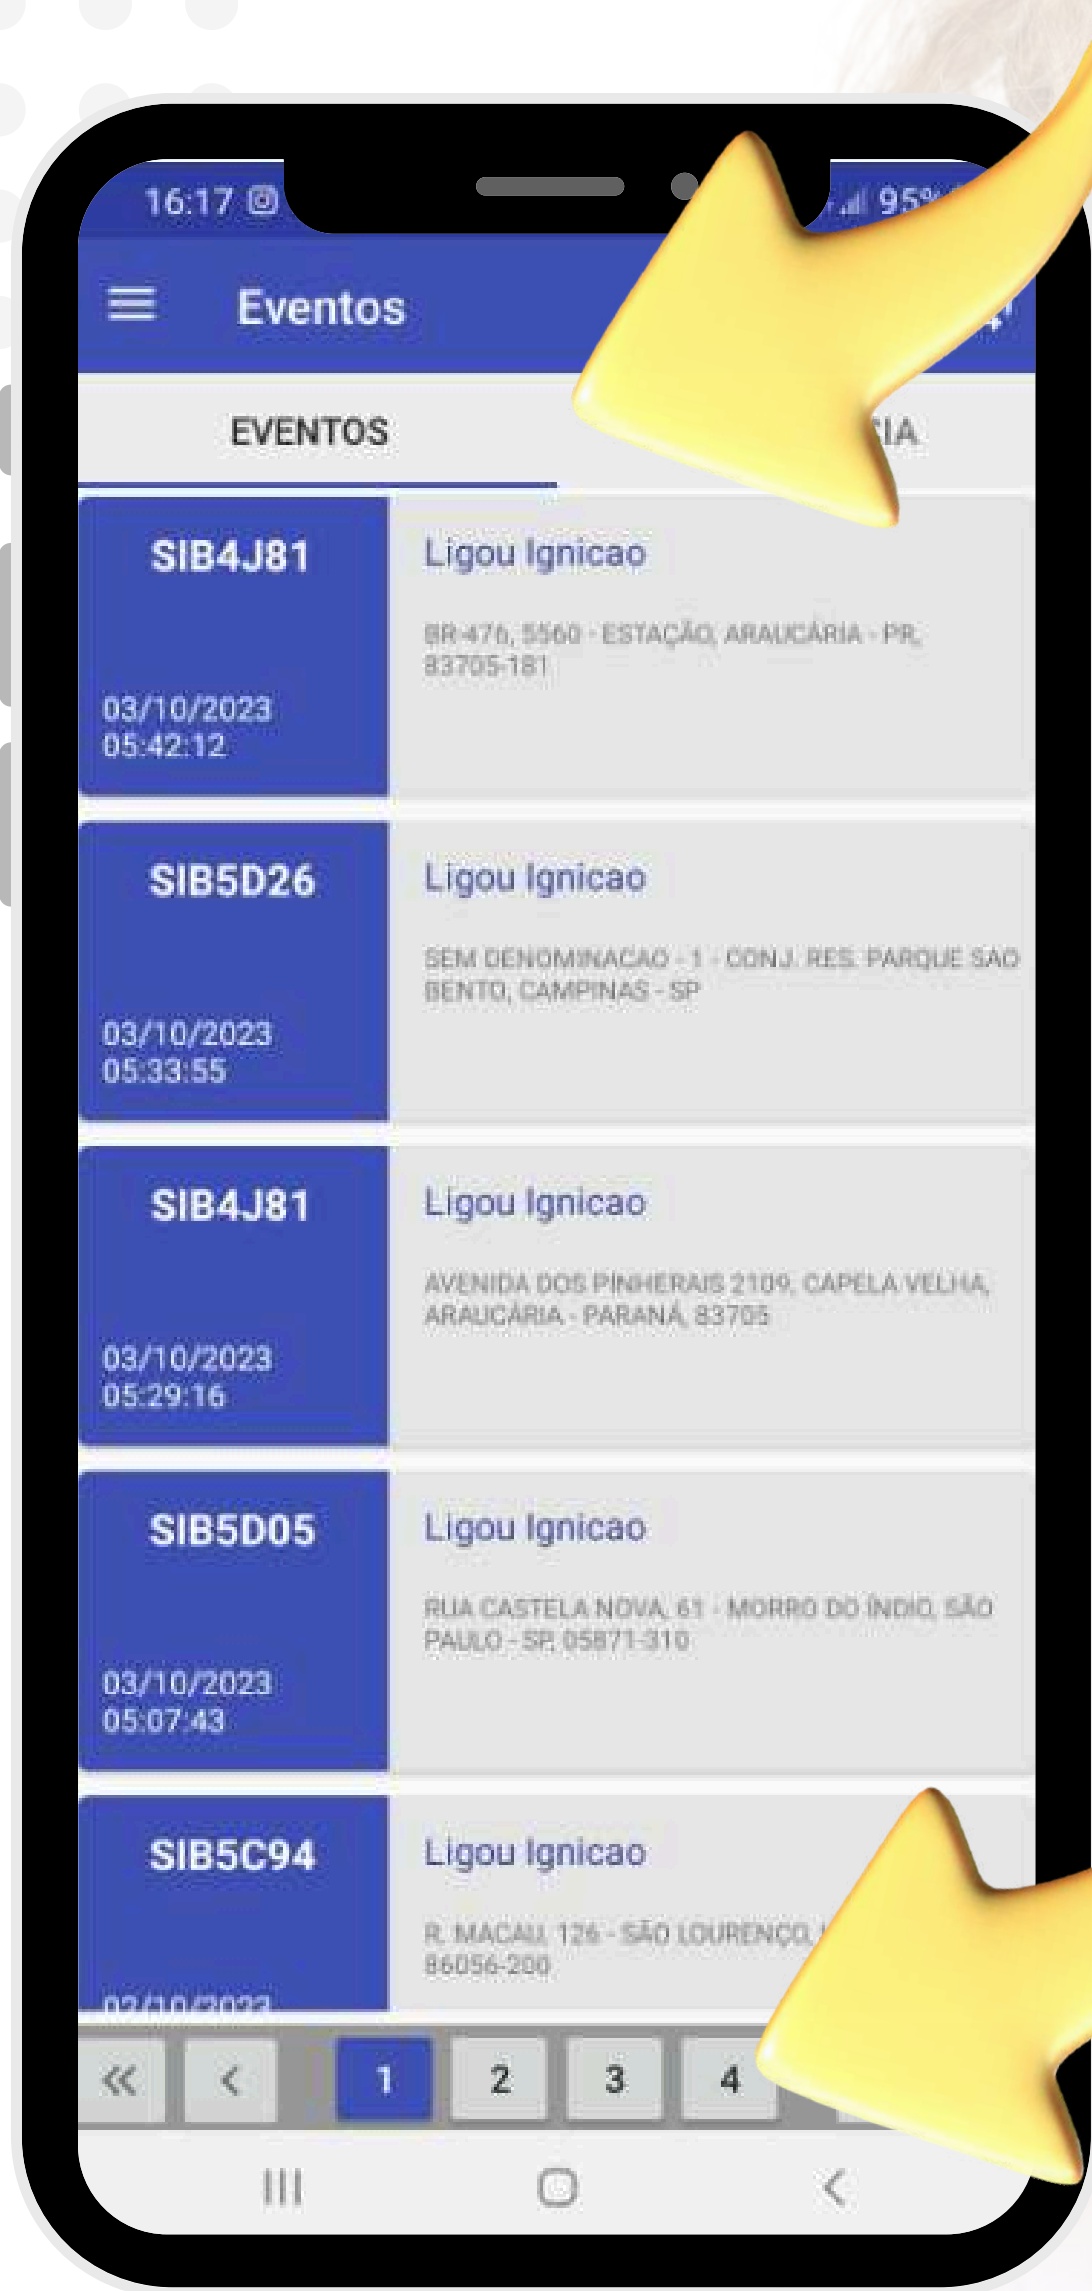 16:17
95%
Eventos
EVENTOS
SIB4J81
Ligou Ignicao
BR-476, 5560 - ESTAÇÃO, ARAUCÁRIA - PR,
83705-181
03/10/2023
05:42:12
SIB5D26
Ligou Ignicao
SEM DENOMINACAO - 1 - CONJ. RES. PARQUE SAO
BENTO, CAMPINAS - SP
03/10/2023
05:33:55
SIB4J81
Ligou Ignicao
AVENIDA DOS PINHERAIS 2109, CAPELA VELHA,
ARAUCÁRIA - PARANÁ, 83705
03/10/2023
05:29:16
SIB5D05
Ligou Ignicao
RUA CASTELA NOVA, 61 - MORRO DO ÍNDIO, SÃO
PAULO - SP, 05871-310
03/10/2023
05:07:43
SIB5C94
Ligou Ignicao
R. MACAU, 126 - SÃO LOURENÇO,
86056-200
1 2 3 4